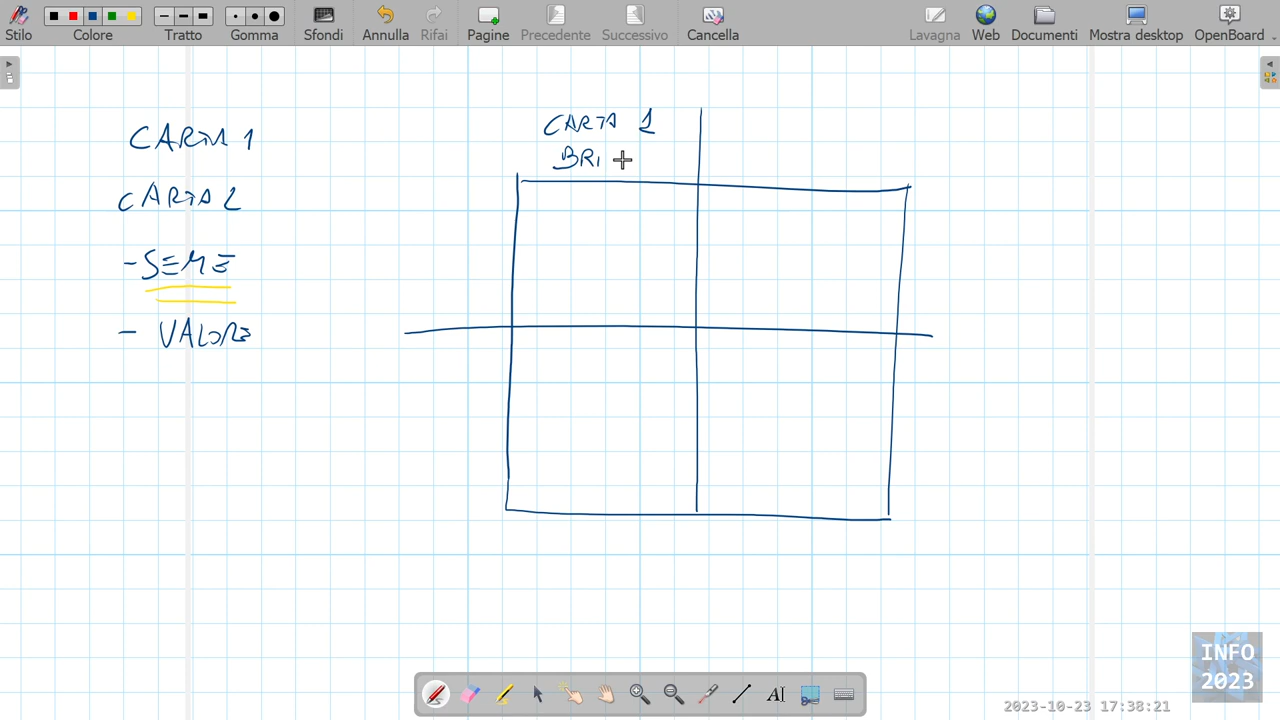 Stilo Colore Tratto Gomma Sfondi Annulla Rifai Pagine Precedente Successivo Cancella Lavagna Web Documenti Mostra desktop OpenBoard
CARTA 1
BRI
CARTA 1
CARTA 2
-SEME
- VALORE
INFO
2023
2023-10-23 17:38:21